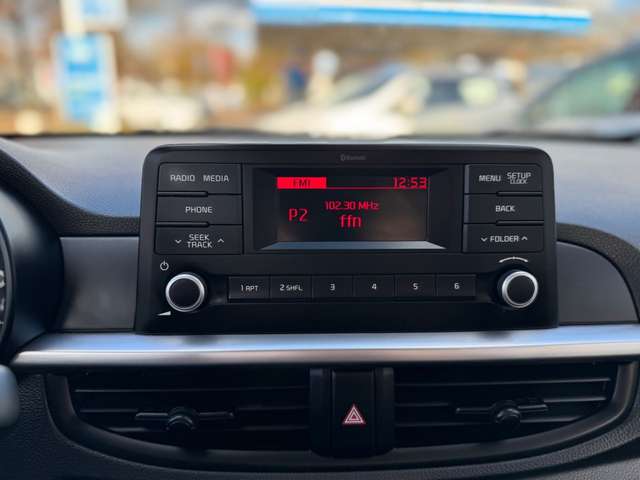 Bluetooth
RADIO MEDIA
PHONE
SEEK
TRACK
FM1 12:53
102.30 MHz
P2
ffn
MENU SETUP
CLOCK
BACK
FOLDER
1 RPT 2 SHFL 3 4 5 6